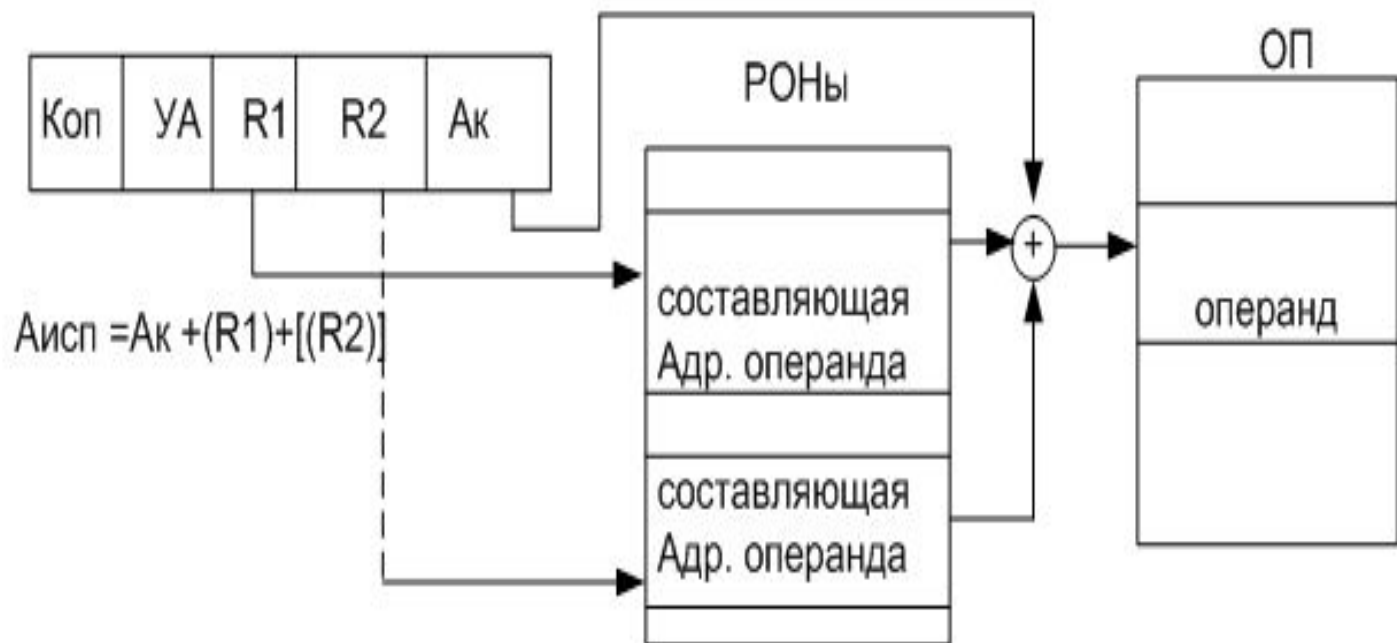 ОП
РОНы
Коп УА R1 R2 Ак
+
составляющая
Адр. операнда
операнд
Аисп =Ак +(R1)+[(R2)]
составляющая
Адр. операнда